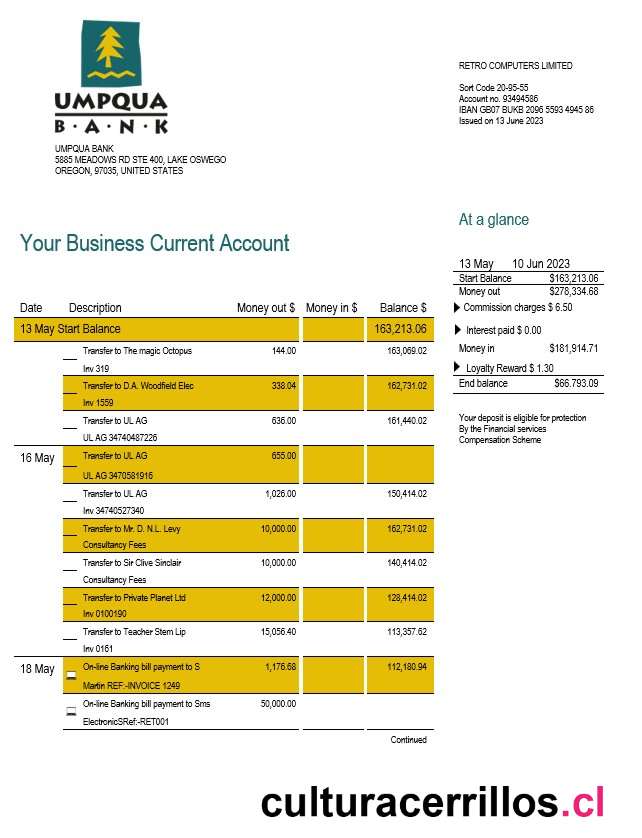 UMPQUA
B·A·N·K
UMPQUA BANK
5885 MEADOWS RD STE 400, LAKE OSWEGO
OREGON, 97035, UNITED STATES
RETRO COMPUTERS LIMITED
Sort Code 20-95-55
Account no. 93494586
IBAN GB07 BUKB 2096 5593 4945 86
Issued on 13 June 2023
Your Business Current Account
At a glance
13 May 10 Jun 2023
Start Balance $163,213.06
Money out $278,334.68
Commission charges $ 6.50
Interest paid $ 0.00
Money in $181,914.71
Loyalty Reward $ 1.30
End balance $66.793.09
Your deposit is eligible for protection
By the Financial services
Compensation Scheme
Date Description Money out $ Money in $ Balance $
13 May Start Balance 163,213.06
Transfer to The magic Octopus 144.00 163,069.02
Inv 319
Transfer to D.A. Woodfield Elec 338.04 162,731.02
Inv 1559
Transfer to UL AG 636.00 161,440.02
UL AG 34740487226
16 May Transfer to UL AG 655.00
UL AG 3470581916
Transfer to UL AG 1,026.00 150,414.02
Inv 34740527340
Transfer to Mr. D. N.L. Levy 10,000.00 162,731.02
Consultancy Fees
Transfer to Sir Clive Sinclair 10,000.00 140,414.02
Consultancy Fees
Transfer to Private Planet Ltd 12,000.00 128,414.02
Inv 0100190
Transfer to Teacher Stem Lip 15,056.40 113,357.62
Inv 0161
18 May On-line Banking bill payment to S 1,176.68 112,180.94
Martin REF:-INVOICE 1249
On-line Banking bill payment to Sms 50,000.00
ElectronicSRef:-RET001
Continued
culturacerrillos.cl